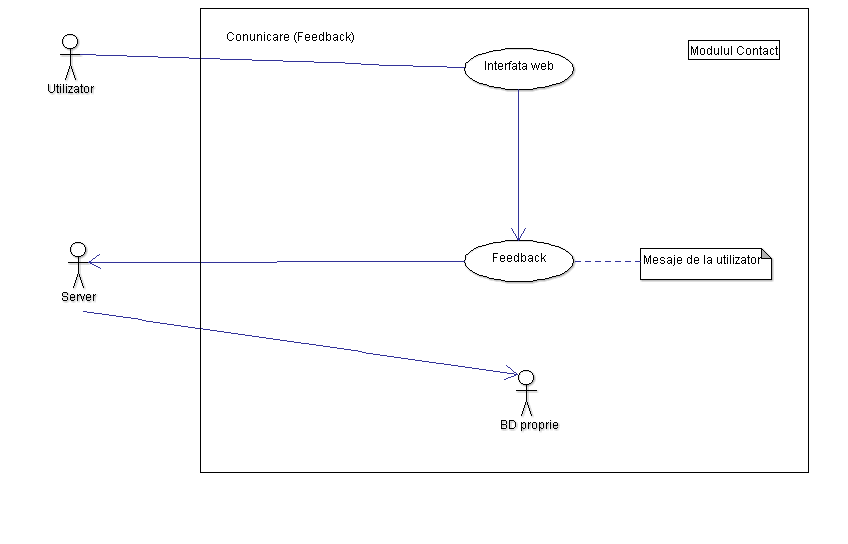 Conunicare (Feedback)
Modulul Contact
Interfata web
Utilizator
Feedback
Mesaje de la utilizator
Server
BD proprie